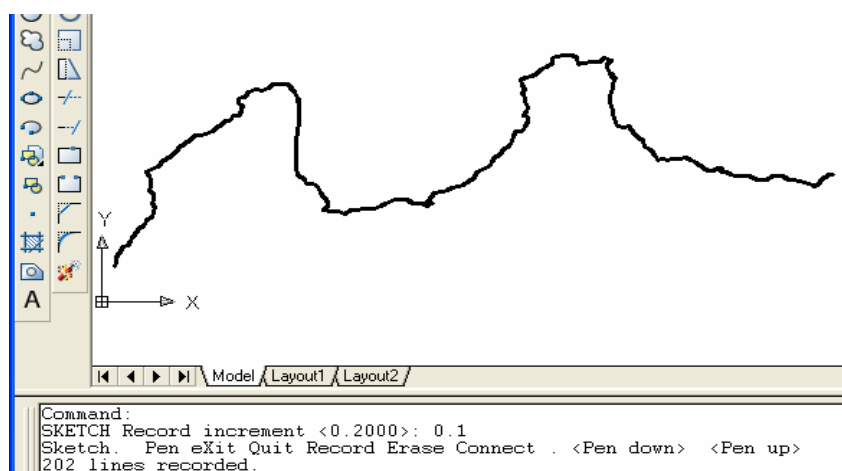 A
Y
X
Model Layout1 Layout2
Command:
SKETCH Record increment <0.2000>: 0.1
Sketch.  Pen eXit Quit Record Erase Connect . <Pen down>  <Pen up>
202 lines recorded.